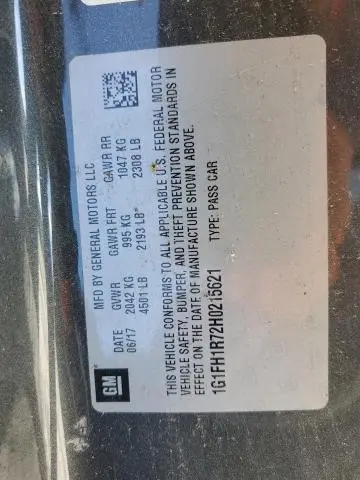 MFD BY GENERAL MOTORS LLC
DATE GVWR GAWR FRT GAWR RR
06/17 2042 KG 995 KG 1047 KG
4501 LB 2193 LB 2308 LB
THIS VEHICLE CONFORMS TO ALL APPLICABLE U.S. FEDERAL MOTOR
VEHICLE SAFETY, BUMPER, AND THEFT PREVENTION STANDARDS IN
EFFECT ON THE DATE OF MANUFACTURE SHOWN ABOVE.
1G1FH1R72H0215621 TYPE: PASS CAR
GM